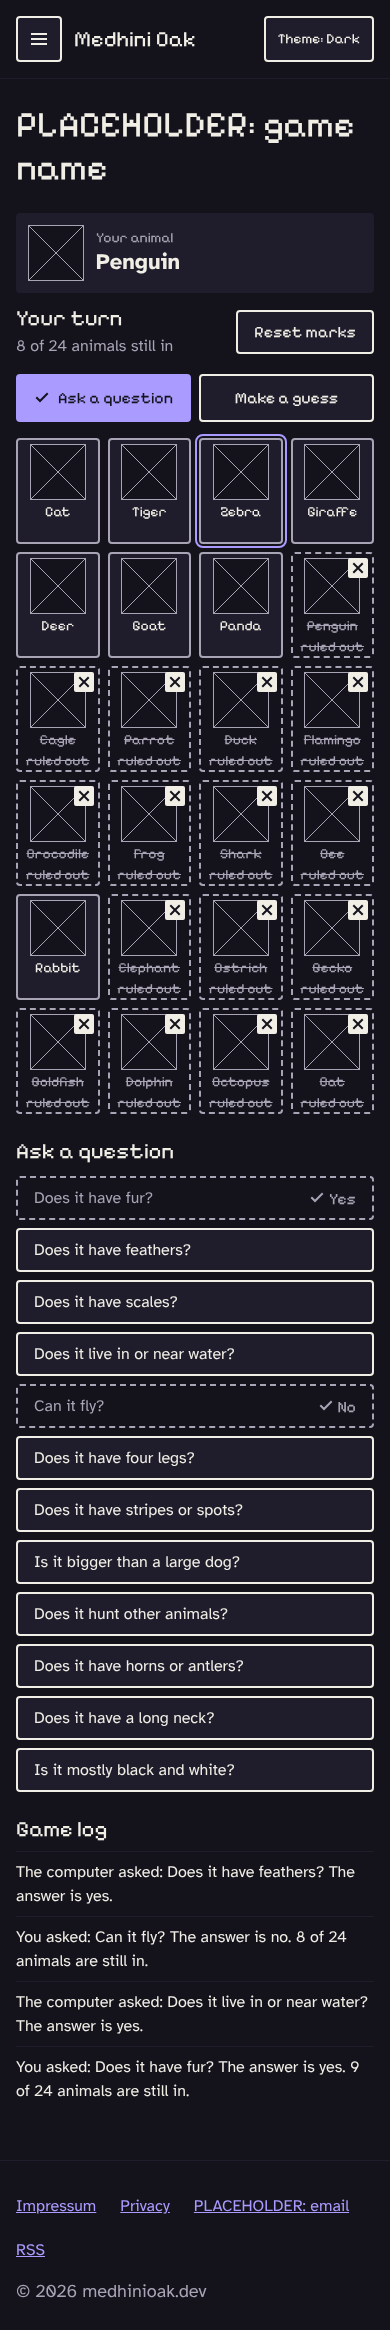 Medhini Oak
Theme: Dark
PLACEHOLDER: game
name
Your animal
Penguin
Your turn
8 of 24 animals still in
Reset marks
Ask a question
Make a guess
Cat
Tiger
Zebra
Giraffe
Deer
Goat
Panda
Penguin
ruled out
Eagle
ruled out
Parrot
ruled out
Duck
ruled out
Flamingo
ruled out
Crocodile
ruled out
Frog
ruled out
Shark
ruled out
Bee
ruled out
Rabbit
Elephant
ruled out
Ostrich
ruled out
Gecko
ruled out
Goldfish
ruled out
Dolphin
ruled out
Octopus
ruled out
Bat
ruled out
Ask a question
Does it have fur?
Yes
Does it have feathers?
Does it have scales?
Does it live in or near water?
Can it fly?
No
Does it have four legs?
Does it have stripes or spots?
Is it bigger than a large dog?
Does it hunt other animals?
Does it have horns or antlers?
Does it have a long neck?
Is it mostly black and white?
Game log
The computer asked: Does it have feathers? The
answer is yes.
You asked: Can it fly? The answer is no. 8 of 24
animals are still in.
The computer asked: Does it live in or near water?
The answer is yes.
You asked: Does it have fur? The answer is yes. 9
of 24 animals are still in.
Impressum
Privacy
PLACEHOLDER: email
RSS
© 2026 medhinioak.dev